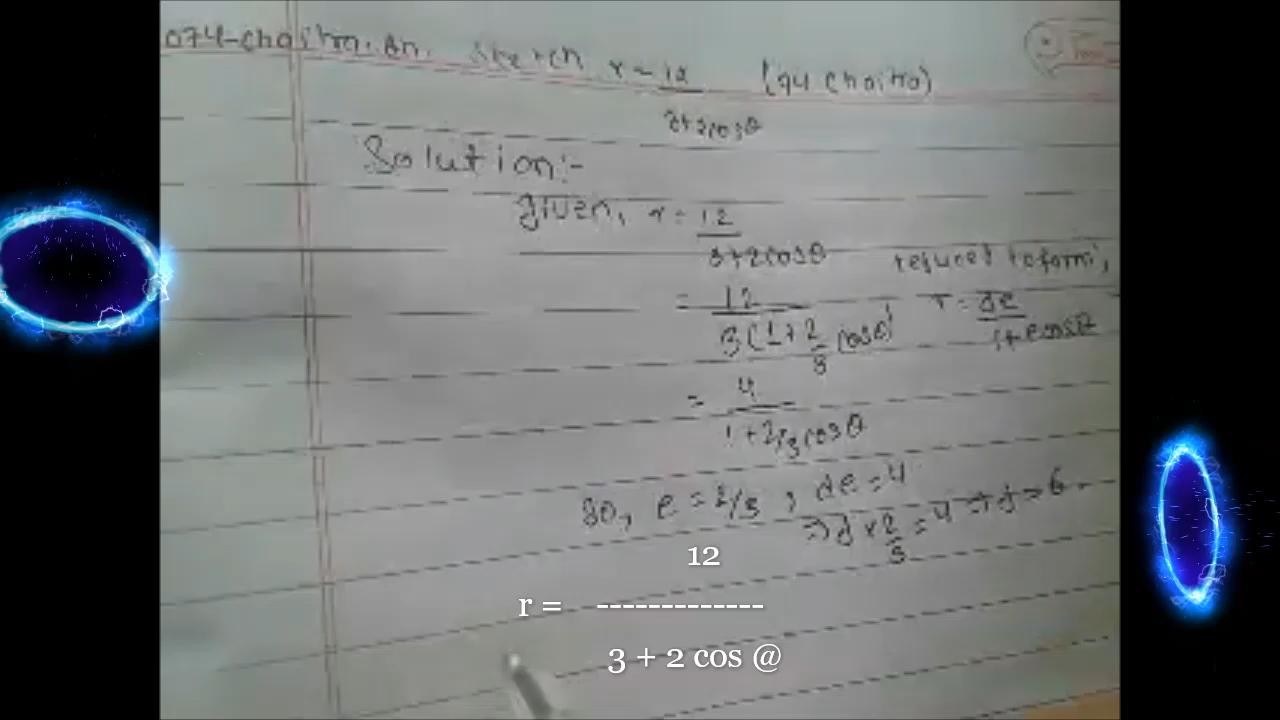 074-chaitra. Qn. Sketch r = 12 / 3+2cosθ (74 chaitra)
Solution:-
given, r = 12 / 3+2cosθ
reduced to form,
= 12 / 3(1+2/3 cosθ)
r = de / 1+ecosθ
= 4 / 1+2/3cosθ
so, e = 2/3 , de = 4
⇒ d × 2/3 = 4 ⇒ d = 6.
12
r = -------------
3 + 2 cos @